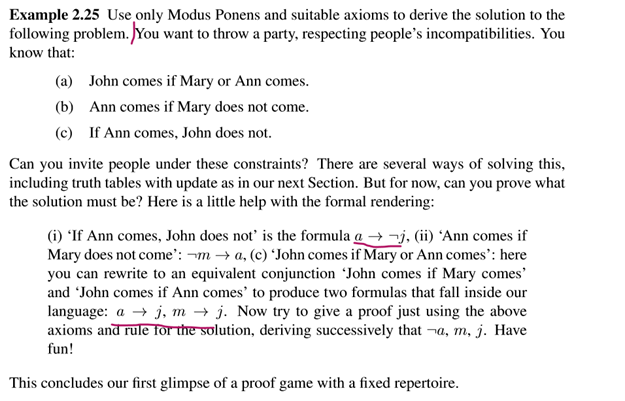 Example 2.25 Use only Modus Ponens and suitable axioms to derive the solution to the
following problem. You want to throw a party, respecting people's incompatibilities. You
know that:
(a) John comes if Mary or Ann comes.
(b) Ann comes if Mary does not come.
(c) If Ann comes, John does not.
Can you invite people under these constraints? There are several ways of solving this,
including truth tables with update as in our next Section. But for now, can you prove what
the solution must be? Here is a little help with the formal rendering:
(i) 'If Ann comes, John does not' is the formula a → ¬j, (ii) 'Ann comes if
Mary does not come': ¬m → a, (c) 'John comes if Mary or Ann comes': here
you can rewrite to an equivalent conjunction 'John comes if Mary comes'
and 'John comes if Ann comes' to produce two formulas that fall inside our
language: a → j, m → j. Now try to give a proof just using the above
axioms and rule for the solution, deriving successively that ¬a, m, j. Have
fun!
This concludes our first glimpse of a proof game with a fixed repertoire.